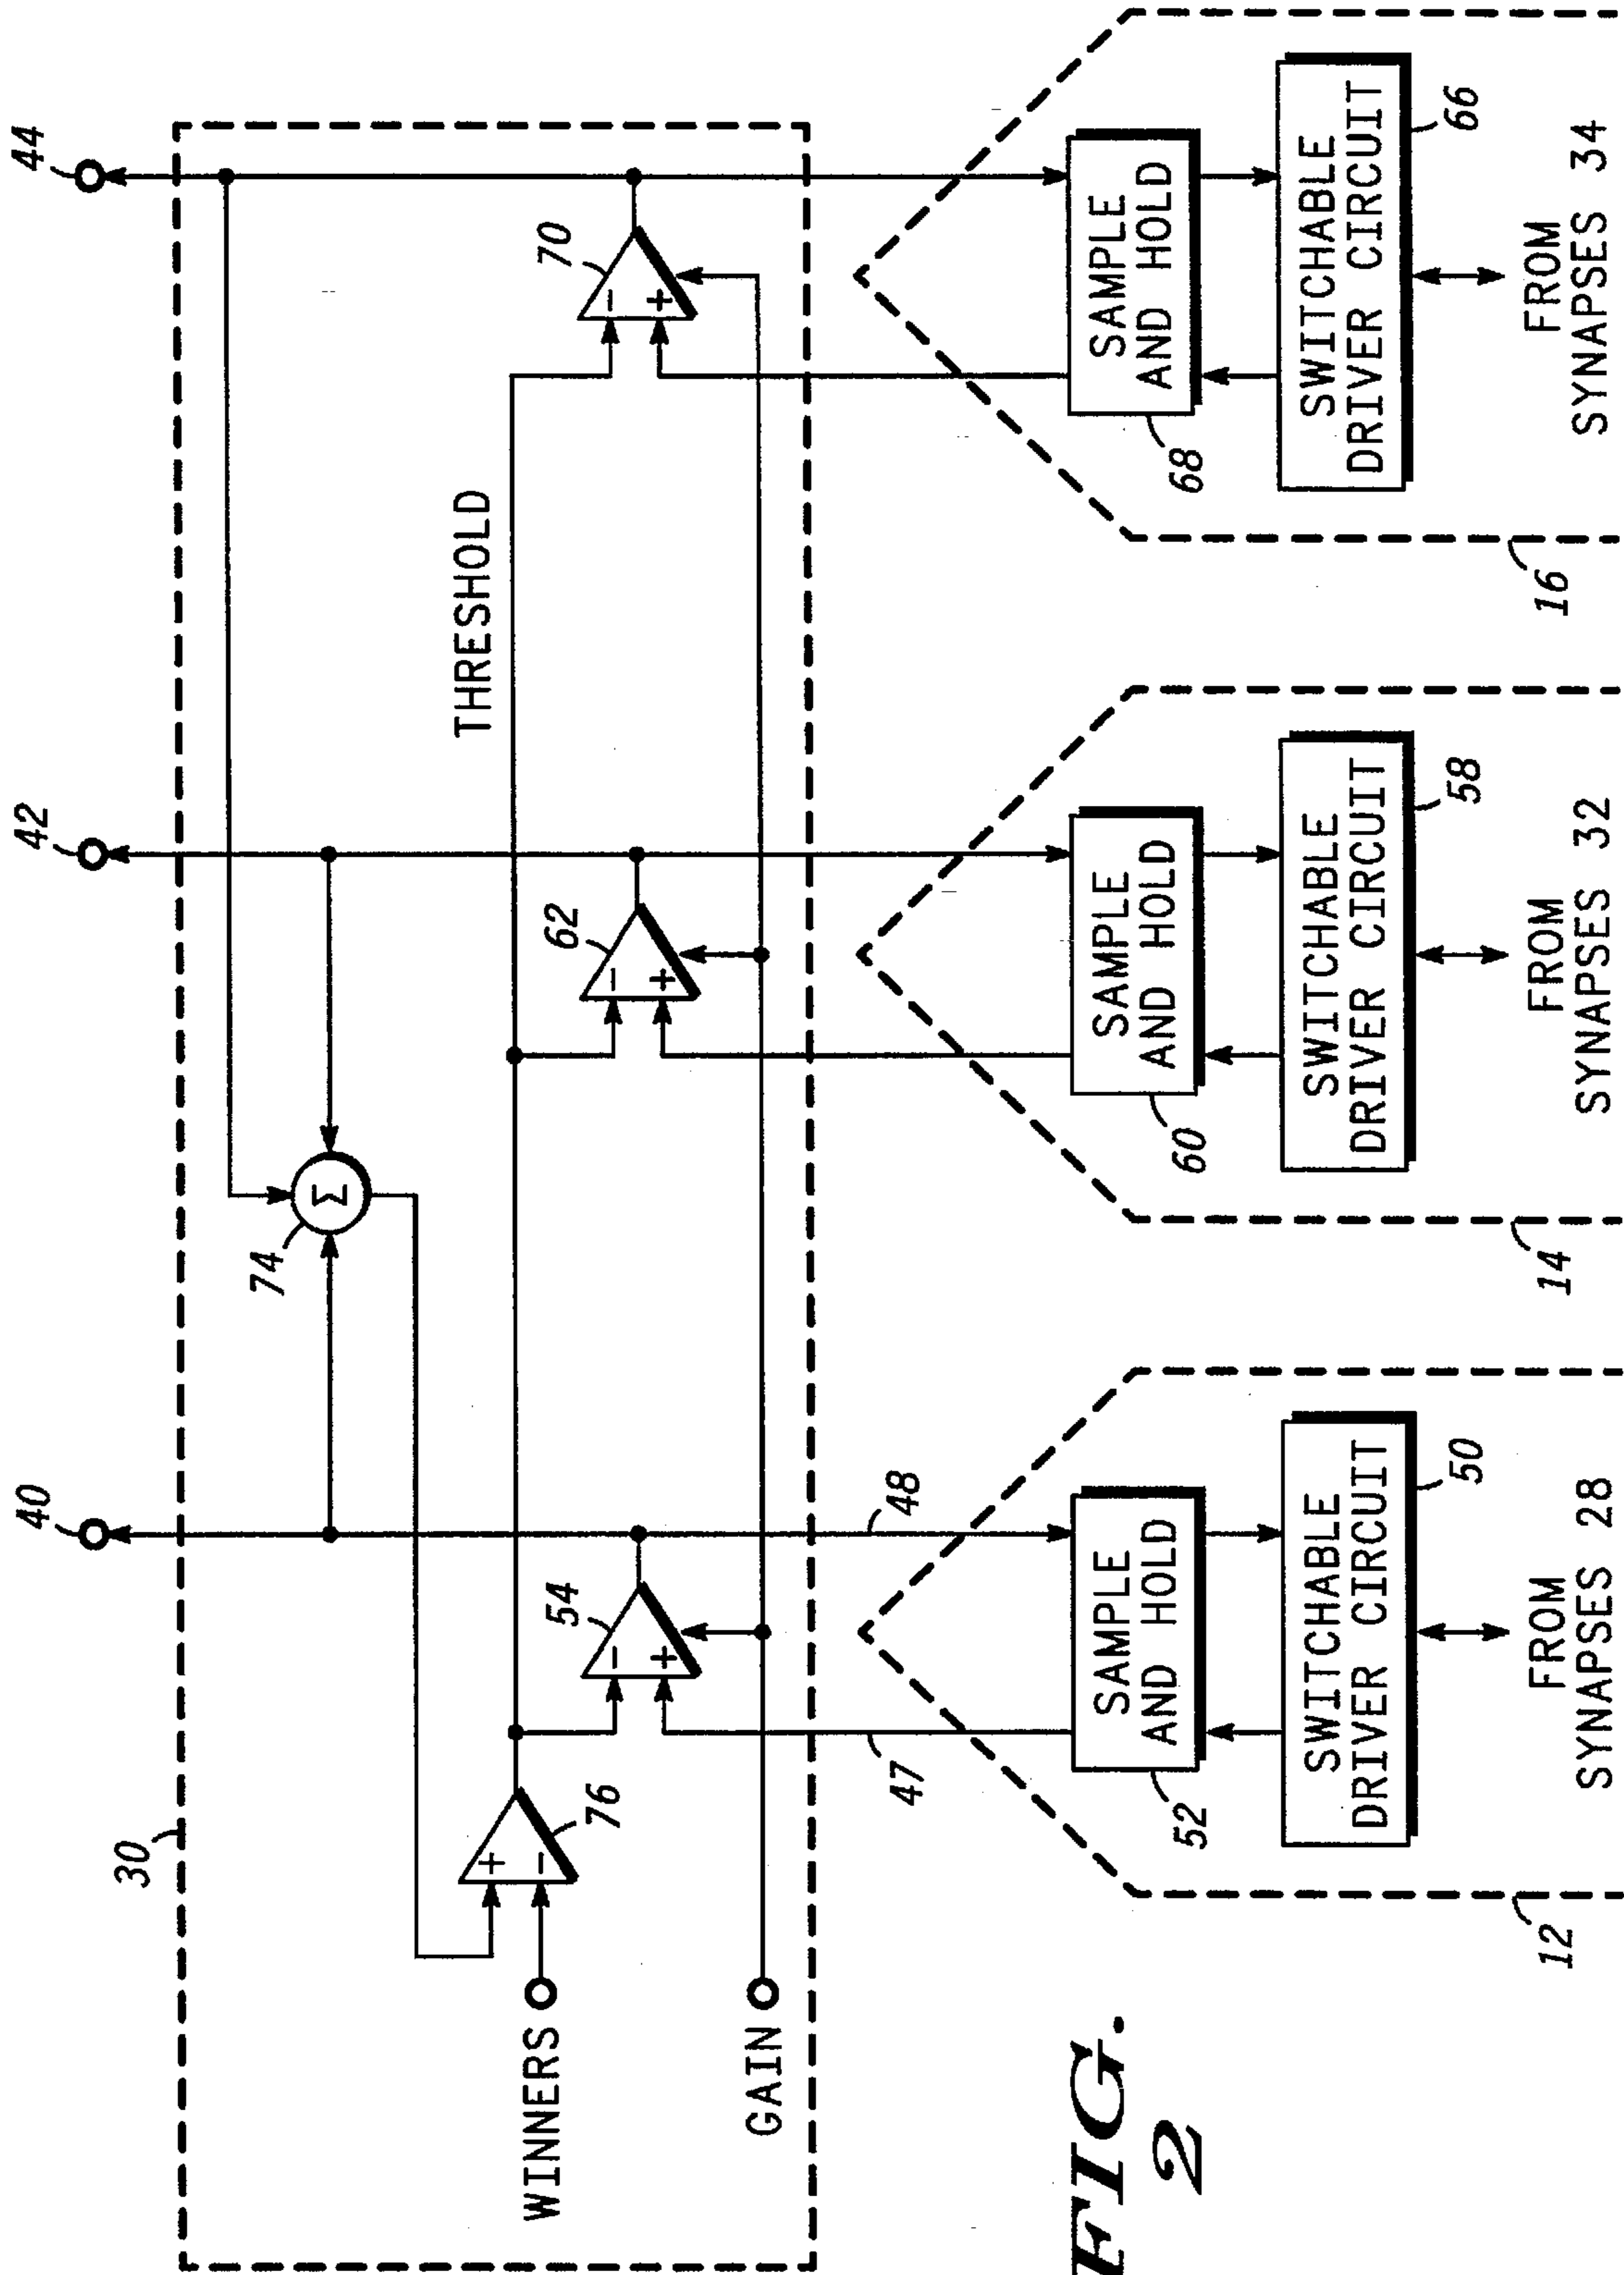 40
42
44
30
74
THRESHOLD
Σ
76
+
−
54
−
+
62
−
+
70
−
+
WINNERS
GAIN
47
48
52
SAMPLE
AND HOLD
60
SAMPLE
AND HOLD
68
SAMPLE
AND HOLD
SWITCHABLE
DRIVER CIRCUIT
50
SWITCHABLE
DRIVER CIRCUIT
58
SWITCHABLE
DRIVER CIRCUIT
66
12
14
16
FROM
SYNAPSES 28
FROM
SYNAPSES 32
FROM
SYNAPSES 34
FIG.
2